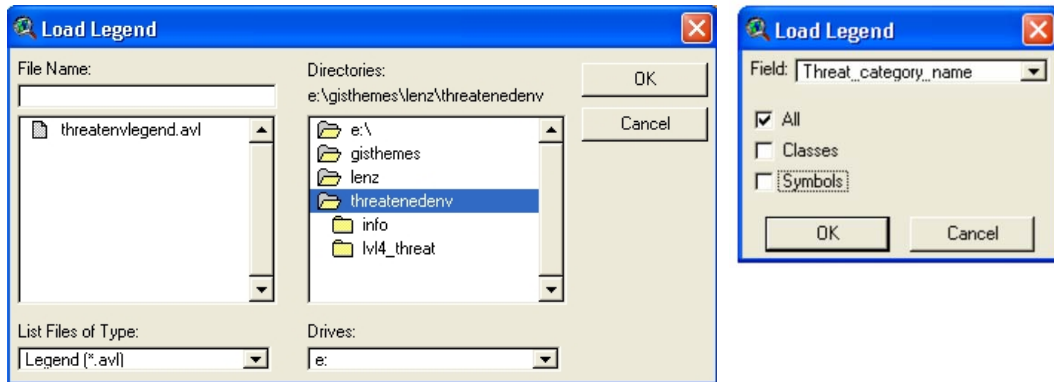 Load Legend
File Name:
threatenvlegend.avl
List Files of Type:
Legend (*.avl)
Directories:
e:\gisthemes\lenz\threatenedenv
e:\
gisthemes
lenz
threatenedenv
info
lvl4_threat
Drives:
e:
OK
Cancel
Load Legend
Field: Threat_category_name
All
Classes
Symbols
OK Cancel